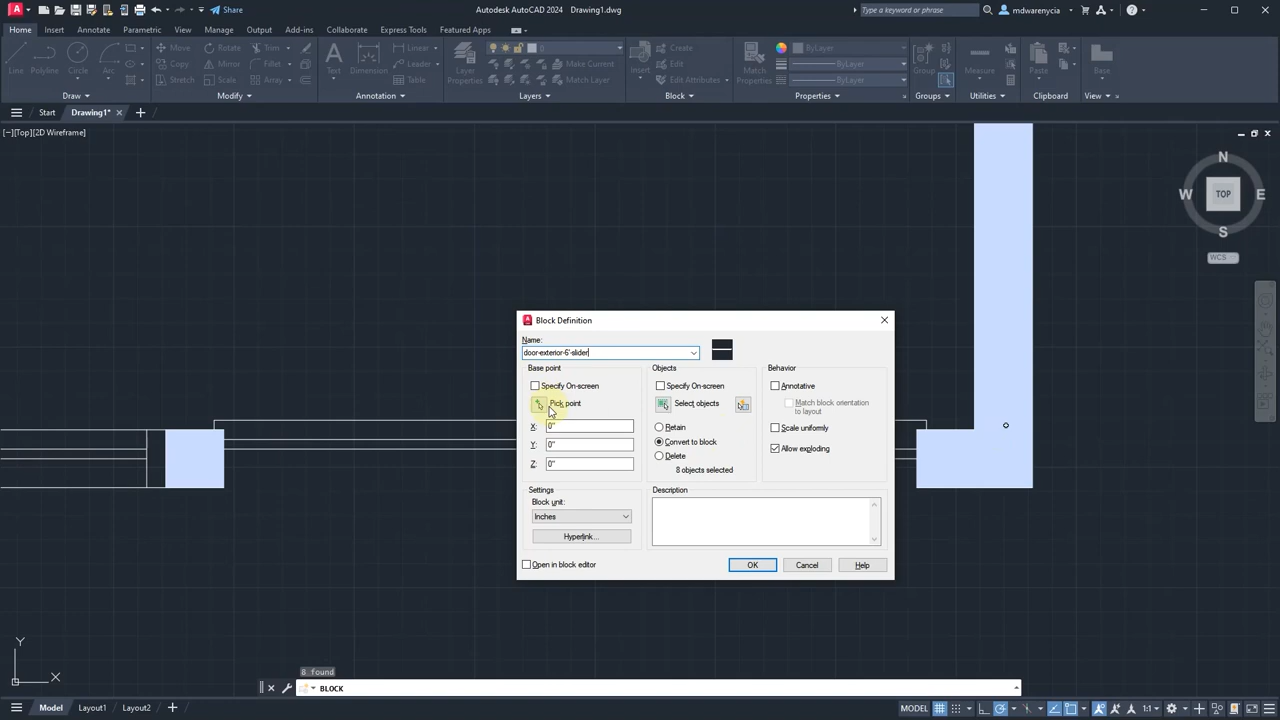 Share
Autodesk AutoCAD 2024 Drawing1.dwg
Type a keyword or phrase
mdwarenycia
Home Insert Annotate Parametric View Manage Output Add-ins Collaborate Express Tools Featured Apps
Line Polyline Circle Arc
Move Rotate Trim
Copy Mirror Fillet
Stretch Scale Array
Text Dimension
Linear
Leader
Table
Layer Properties
0
Make Current
Match Layer
Insert
Create
Edit
Edit Attributes
Match Properties
ByLayer
ByLayer
ByLayer
Group
Measure
Paste
Base
Draw Modify Annotation Layers Block Properties Groups Utilities Clipboard View
Start Drawing1*
[–][Top][2D Wireframe]
N
W TOP E
S
WCS
Block Definition
Name:
door-exterior-6'-slider
Base point
Specify On-screen
Pick point
X: 0"
Y: 0"
Z: 0"
Objects
Specify On-screen
Select objects
Retain
Convert to block
Delete
8 objects selected
Behavior
Annotative
Match block orientation
to layout
Scale uniformly
Allow exploding
Settings
Block unit:
Inches
Hyperlink...
Description
Open in block editor
OK Cancel Help
Y
X
8 found
BLOCK
Model Layout1 Layout2
MODEL
1:1